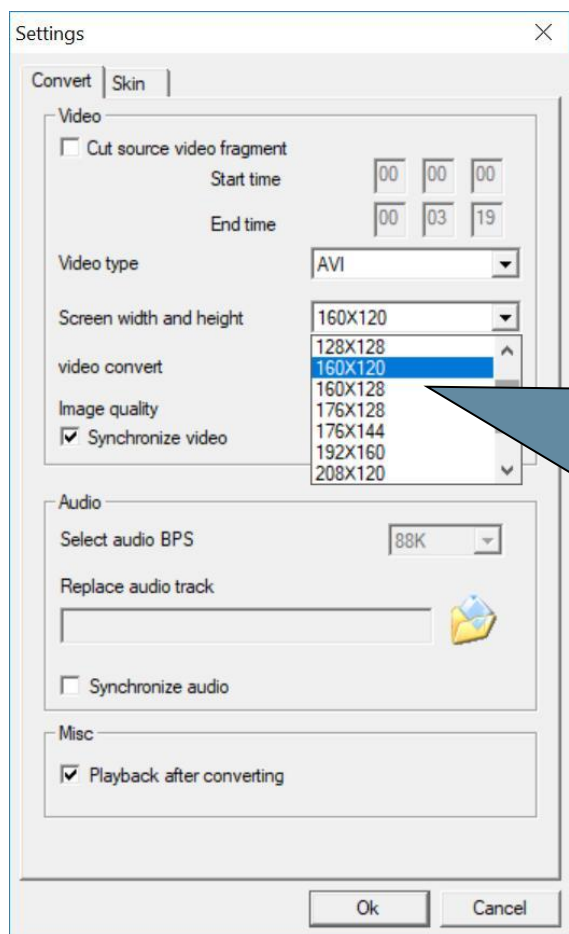 Settings
Convert Skin
Video
Cut source video fragment
Start time 00 00 00
End time 00 03 19
Video type AVI
Screen width and height 160X120
128X128
video convert 160X120
160X128
Image quality 176X128
Synchronize video 176X144
192X160
208X120
Audio
Select audio BPS 88K
Replace audio track
Synchronize audio
Misc
Playback after converting
Ok Cancel